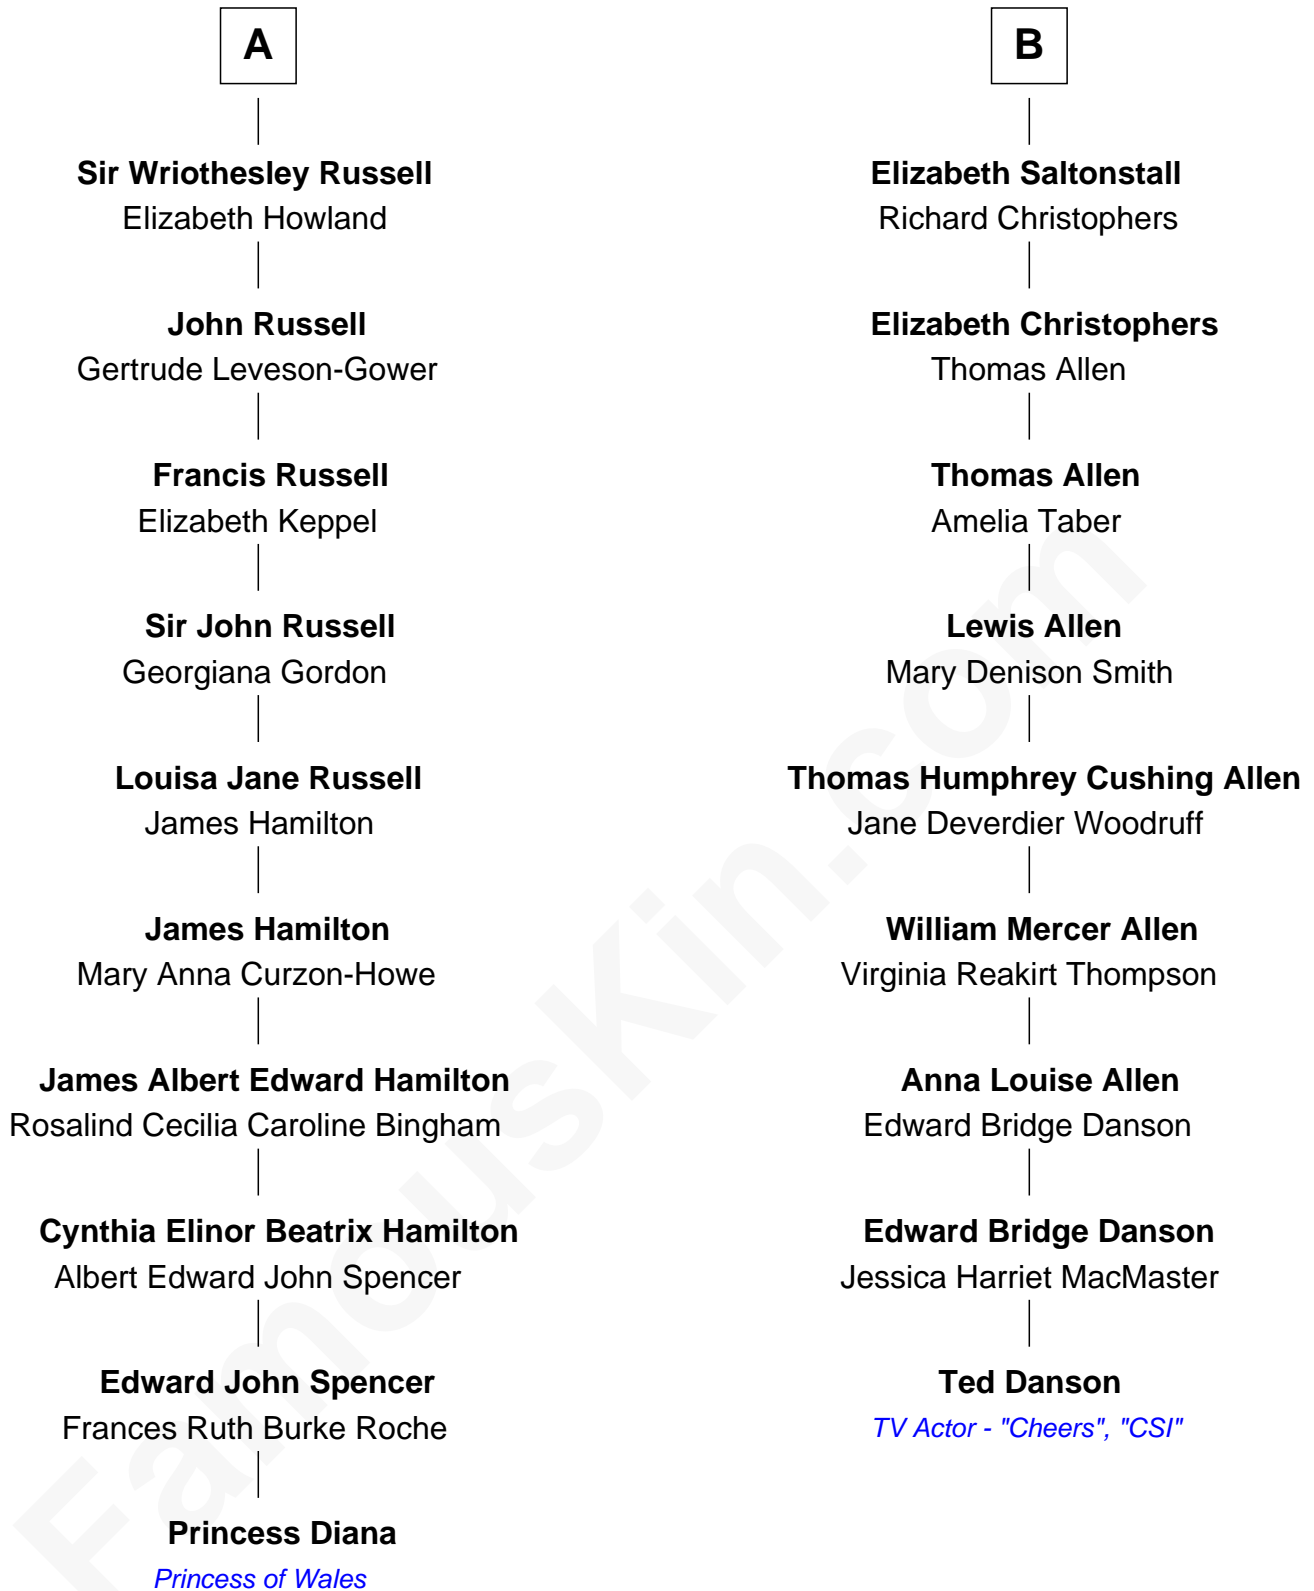 A
Sir Wriothesley Russell
Elizabeth Howland
John Russell
Gertrude Leveson-Gower
Francis Russell
Elizabeth Keppel
Sir John Russell
Georgiana Gordon
Louisa Jane Russell
James Hamilton
James Hamilton
Mary Anna Curzon-Howe
James Albert Edward Hamilton
Rosalind Cecilia Caroline Bingham
Cynthia Elinor Beatrix Hamilton
Albert Edward John Spencer
Edward John Spencer
Frances Ruth Burke Roche
Princess Diana
Princess of Wales
B
Elizabeth Saltonstall
Richard Christophers
Elizabeth Christophers
Thomas Allen
Thomas Allen
Amelia Taber
Lewis Allen
Mary Denison Smith
Thomas Humphrey Cushing Allen
Jane Deverdier Woodruff
William Mercer Allen
Virginia Reakirt Thompson
Anna Louise Allen
Edward Bridge Danson
Edward Bridge Danson
Jessica Harriet MacMaster
Ted Danson
TV Actor - "Cheers", "CSI"
FamousKin.com